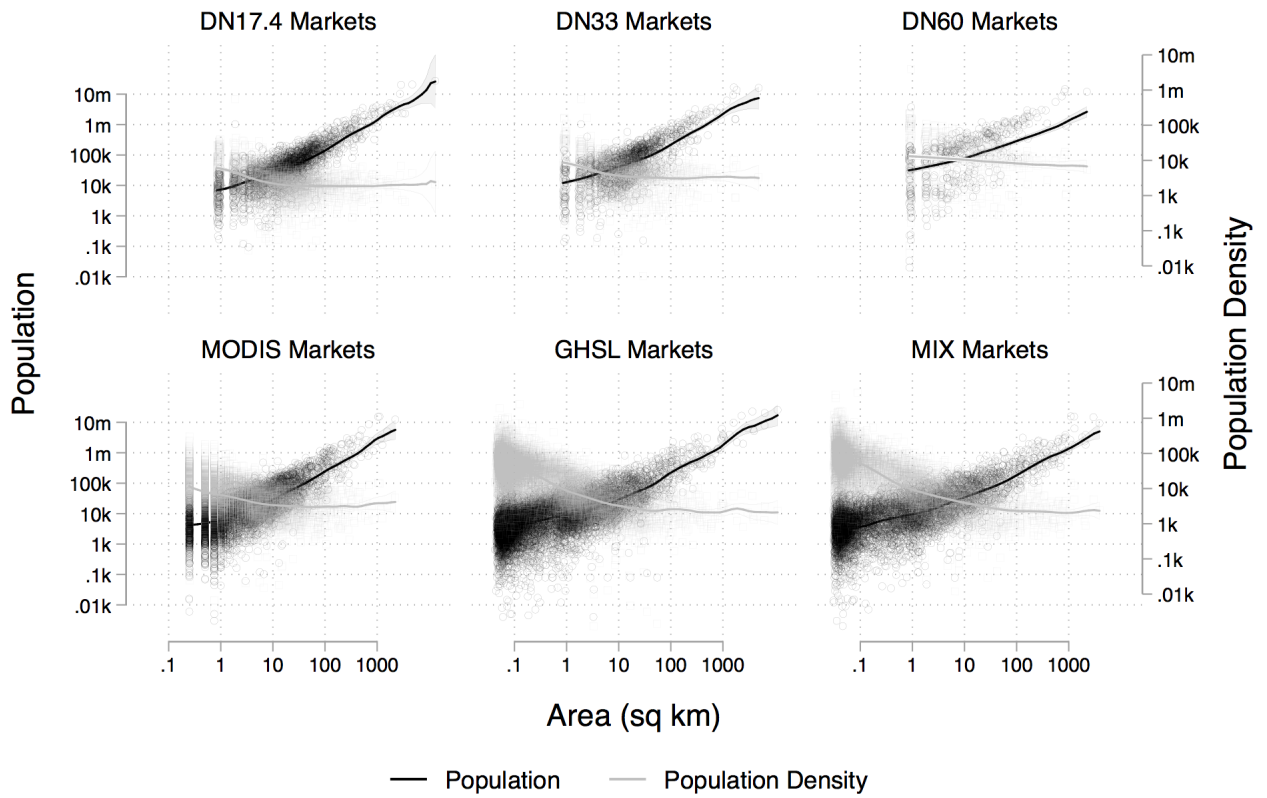 DN17.4 Markets DN33 Markets DN60 Markets
10m
1m
100k
10k
1k
.1k
.01k
10m
1m
100k
10k
1k
.1k
.01k
Population
Population Density
MODIS Markets GHSL Markets MIX Markets
10m
1m
100k
10k
1k
.1k
.01k
10m
1m
100k
10k
1k
.1k
.01k
.1 1 10 100 1000 .1 1 10 100 1000 .1 1 10 100 1000
Area (sq km)
Population Population Density